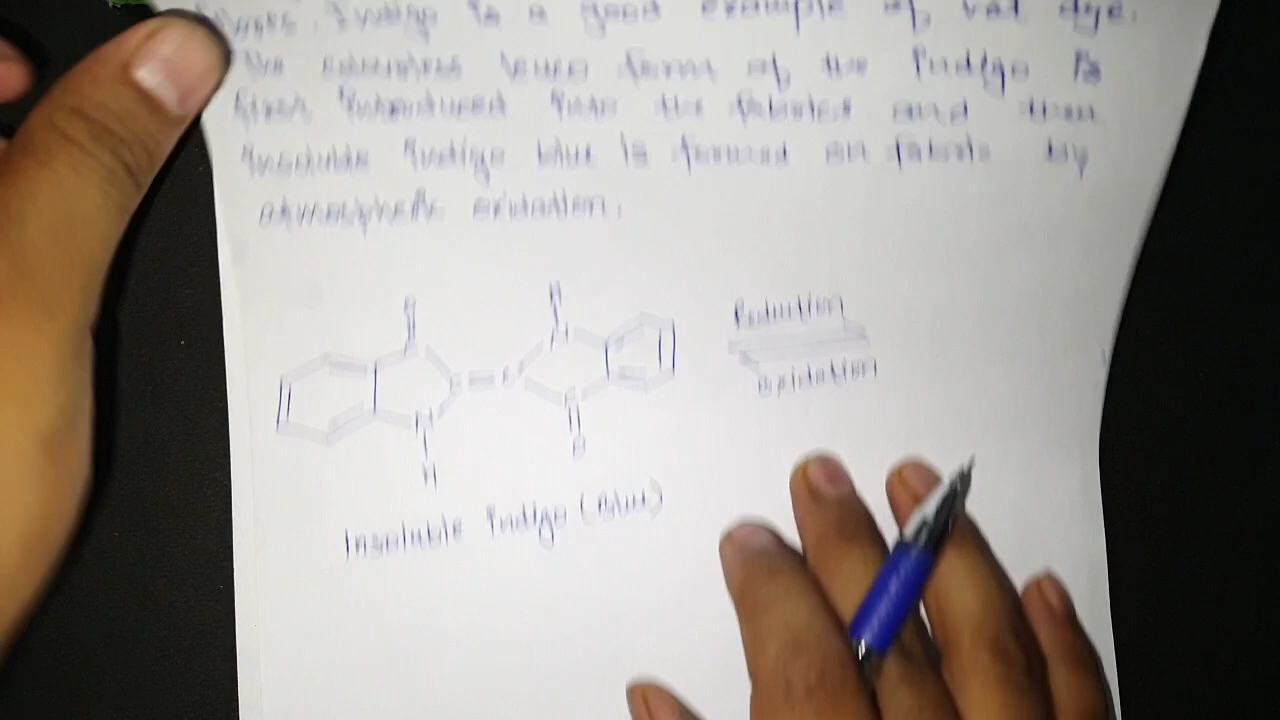 Indigo is a good example of vat dye.
The colourless leuco form of the Indigo is
first introduced into the fabrics and then
insoluble indigo blue is formed on fabric by
atmospheric oxidation.
O
H
Reduction
N
C = C
N
C
Oxidation
O
H
Insoluble Indigo (Blue)